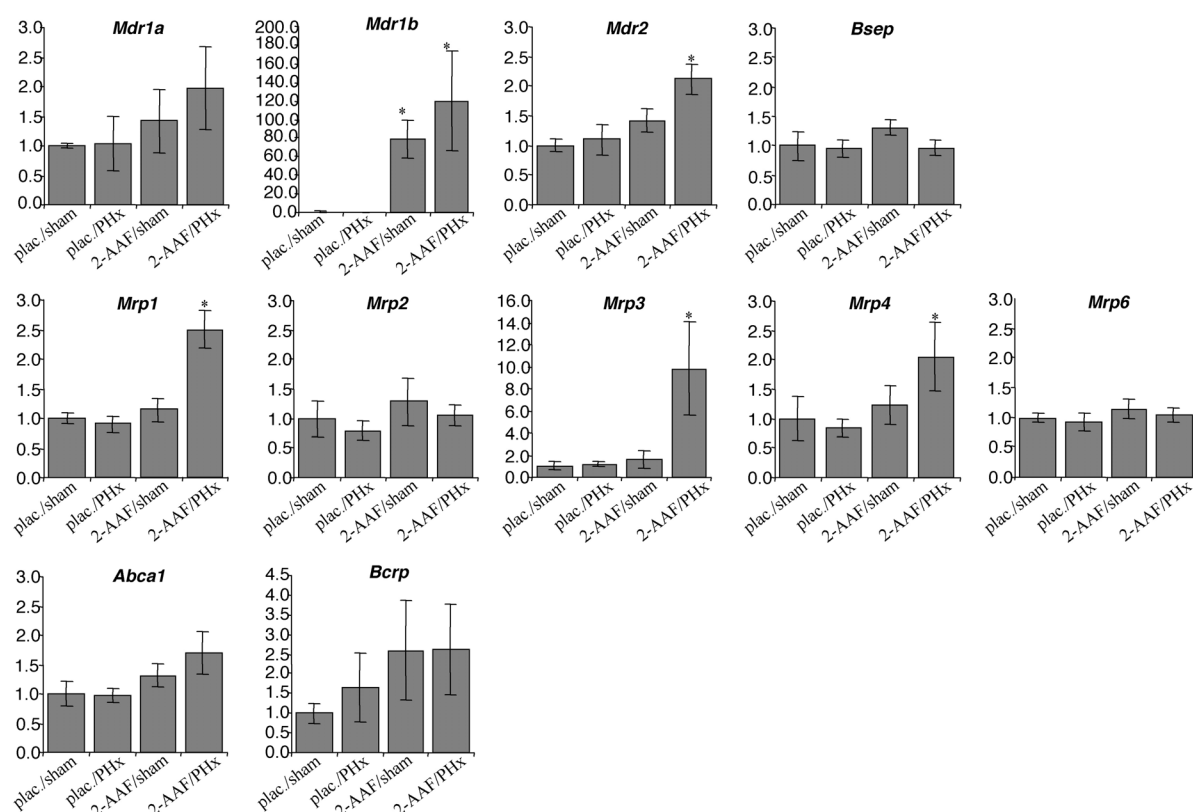 Mdr1a
3.0
2.5
2.0
1.5
1.0
0.5
0.0
plac./sham
plac./PHx
2-AAF/sham
2-AAF/PHx
Mdr1b
200.0
180.0
160.0
140.0
120.0
100.0
80.0
60.0
40.0
20.0
0.0
*
*
plac./sham
plac./PHx
2-AAF/sham
2-AAF/PHx
Mdr2
3.0
2.5
2.0
1.5
1.0
0.5
0.0
*
plac./sham
plac./PHx
2-AAF/sham
2-AAF/PHx
Bsep
3.0
2.5
2.0
1.5
1.0
0.5
0.0
plac./sham
plac./PHx
2-AAF/sham
2-AAF/PHx
Mrp1
3.0
2.5
2.0
1.5
1.0
0.5
0.0
*
plac./sham
plac./PHx
2-AAF/sham
2-AAF/PHx
Mrp2
3.0
2.5
2.0
1.5
1.0
0.5
0.0
plac./sham
plac./PHx
2-AAF/sham
2-AAF/PHx
Mrp3
16.0
14.0
12.0
10.0
8.0
6.0
4.0
2.0
0.0
*
plac./sham
plac./PHx
2-AAF/sham
2-AAF/PHx
Mrp4
3.0
2.5
2.0
1.5
1.0
0.5
0.0
*
plac./sham
plac./PHx
2-AAF/sham
2-AAF/PHx
Mrp6
3.0
2.5
2.0
1.5
1.0
0.5
0.0
plac./sham
plac./PHx
2-AAF/sham
2-AAF/PHx
Abca1
3.0
2.5
2.0
1.5
1.0
0.5
0.0
plac./sham
plac./PHx
2-AAF/sham
2-AAF/PHx
Bcrp
4.5
4.0
3.5
3.0
2.5
2.0
1.5
1.0
0.5
0.0
plac./sham
plac./PHx
2-AAF/sham
2-AAF/PHx